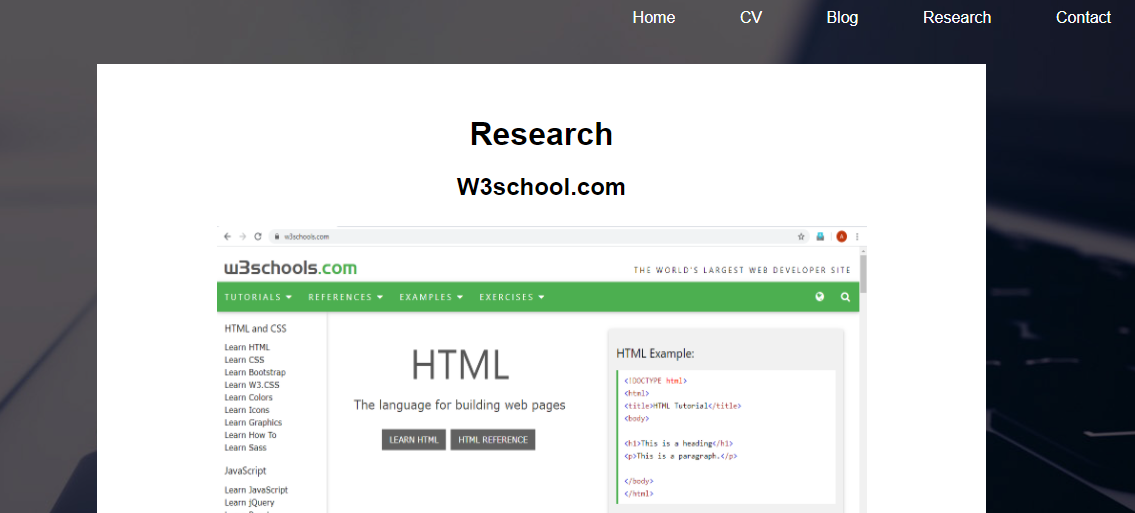 Home CV Blog Research Contact
Research
W3school.com
w3schools.com
A
w3schools.com
THE WORLD'S LARGEST WEB DEVELOPER SITE
TUTORIALS REFERENCES EXAMPLES EXERCISES
HTML and CSS
Learn HTML
Learn CSS
Learn Bootstrap
Learn W3.CSS
Learn Colors
Learn Icons
Learn Graphics
Learn How To
Learn Sass
JavaScript
Learn JavaScript
Learn jQuery
HTML
The language for building web pages
LEARN HTML HTML REFERENCE
HTML Example:
<!DOCTYPE html>
<html>
<title>HTML Tutorial</title>
<body>
<h1>This is a heading</h1>
<p>This is a paragraph.</p>
</body>
</html>